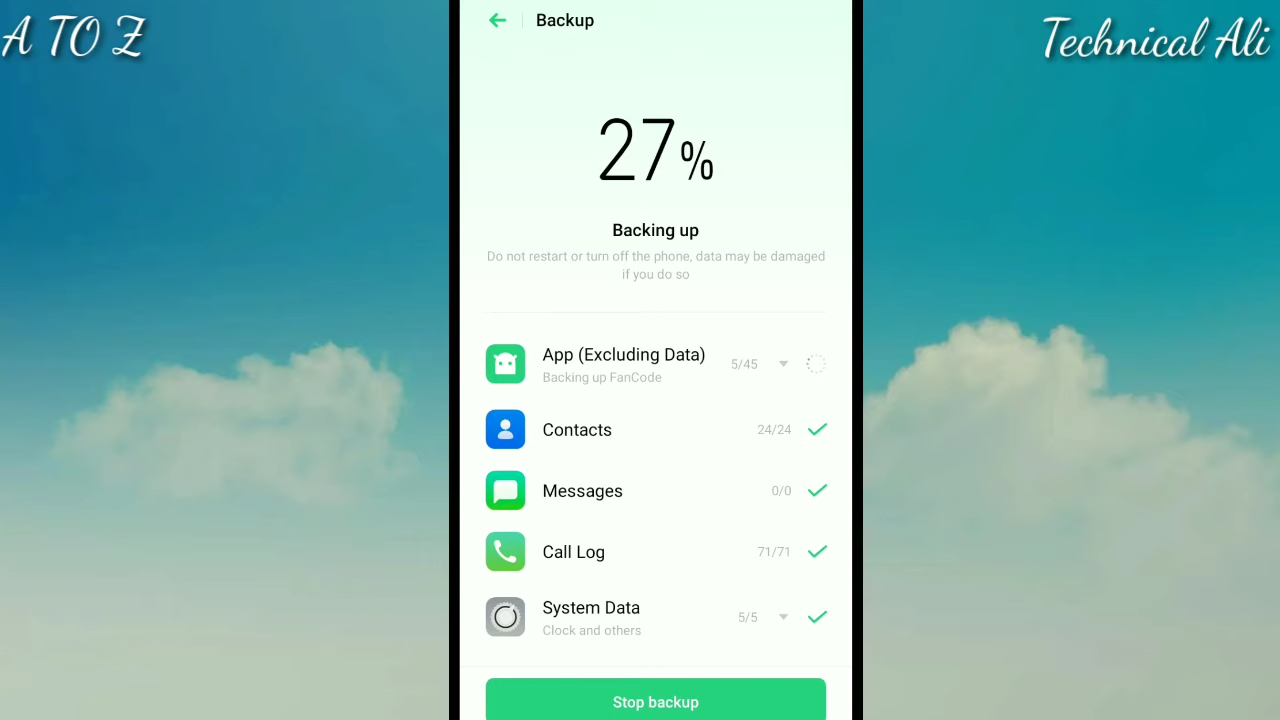 A TO Z
Technical Ali
Backup
27%
Backing up
Do not restart or turn off the phone, data may be damaged
if you do so
App (Excluding Data)
5/45
Backing up FanCode
Contacts
24/24
Messages
0/0
Call Log
71/71
System Data
5/5
Clock and others
Stop backup